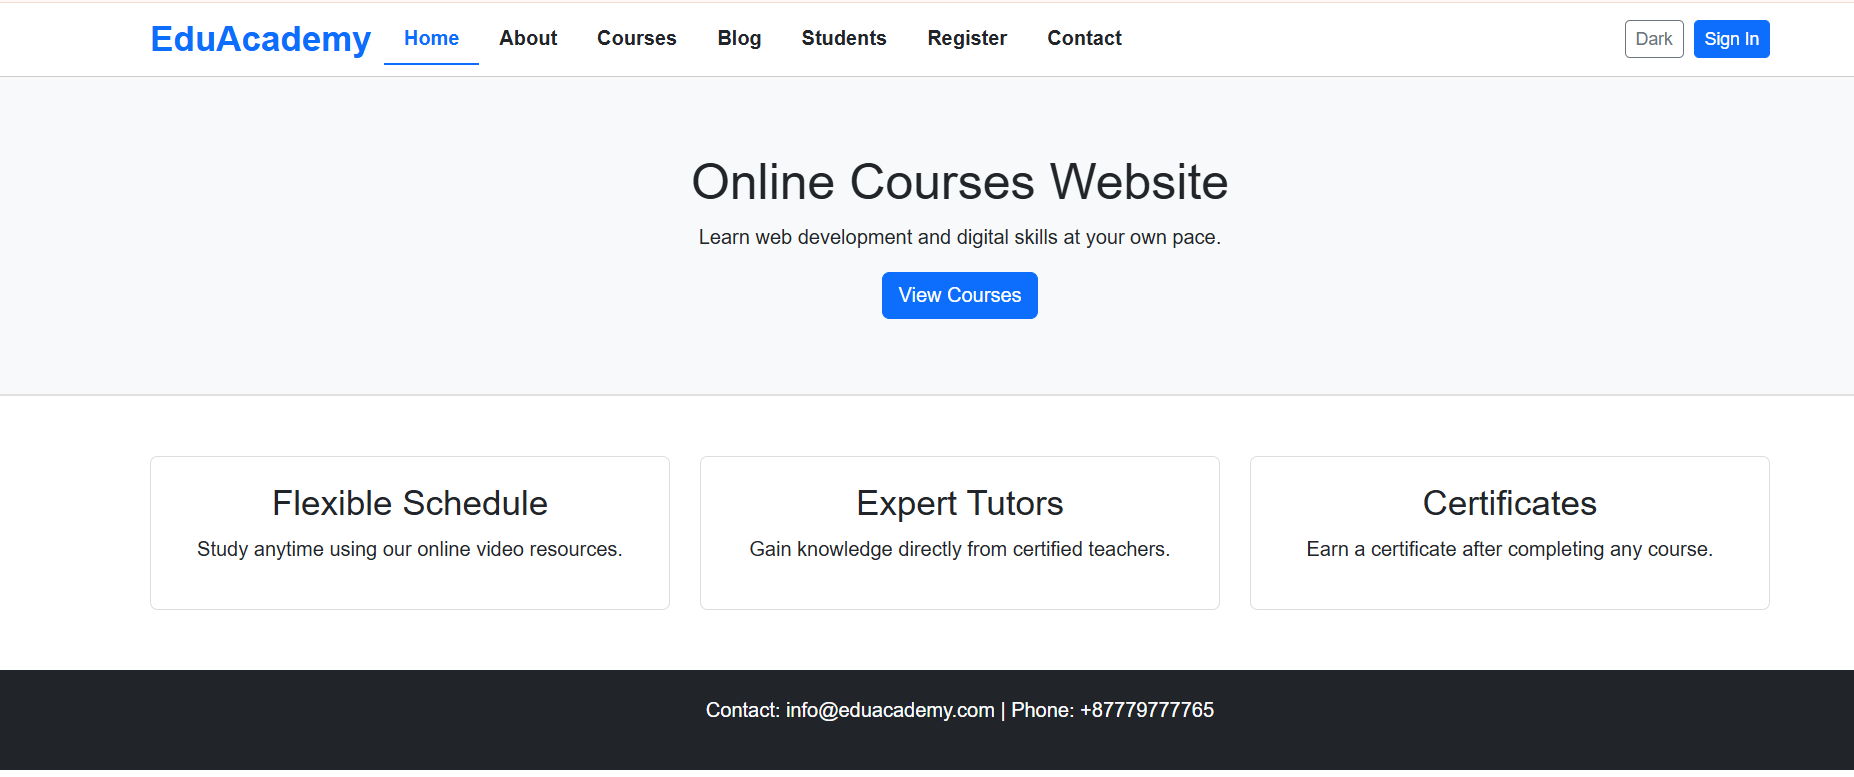 EduAcademy Home About Courses Blog Students Register Contact Dark Sign In
Online Courses Website
Learn web development and digital skills at your own pace.
View Courses
Flexible Schedule
Study anytime using our online video resources.
Expert Tutors
Gain knowledge directly from certified teachers.
Certificates
Earn a certificate after completing any course.
Contact: info@eduacademy.com | Phone: +87779777765